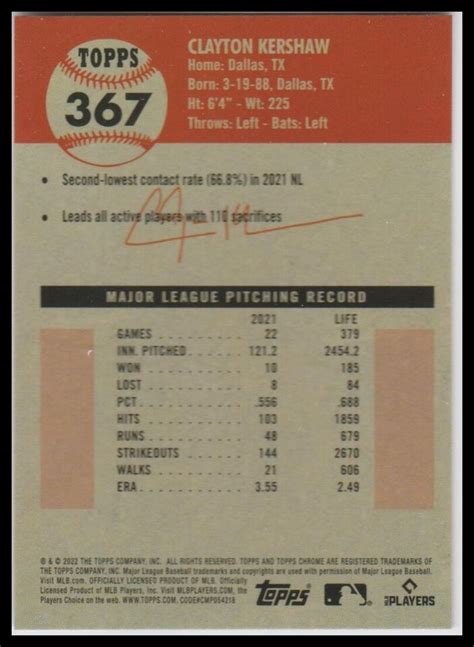 TOPPS
367
CLAYTON KERSHAW
Home: Dallas, TX
Born: 3-19-88, Dallas, TX
Ht: 6'4" - Wt: 225
Throws: Left - Bats: Left
• Second-lowest contact rate (66.8%) in 2021 NL
• Leads all active players with 110 sacrifices
MAJOR LEAGUE PITCHING RECORD
2021 LIFE
GAMES 22 379
INN. PITCHED 121.2 2454.2
WON 10 185
LOST 8 84
PCT. .556 .688
HITS 103 1859
RUNS 48 679
STRIKEOUTS 144 2670
WALKS 21 606
ERA 3.55 2.49
® & © 2022 THE TOPPS COMPANY, INC. ALL RIGHTS RESERVED. TOPPS AND TOPPS CHROME ARE REGISTERED TRADEMARKS OF
THE TOPPS COMPANY, INC. Major League Baseball trademarks and copyrights are used with permission of Major League Baseball.
Visit MLB.com. OFFICIALLY LICENSED PRODUCT OF MLB. Officially
Licensed Product of MLB Players, Inc. Visit MLBPLAYERS.COM, the
Players Choice on the web. WWW.TOPPS.COM. CODE#CMP054218
topps
MLB PLAYERS